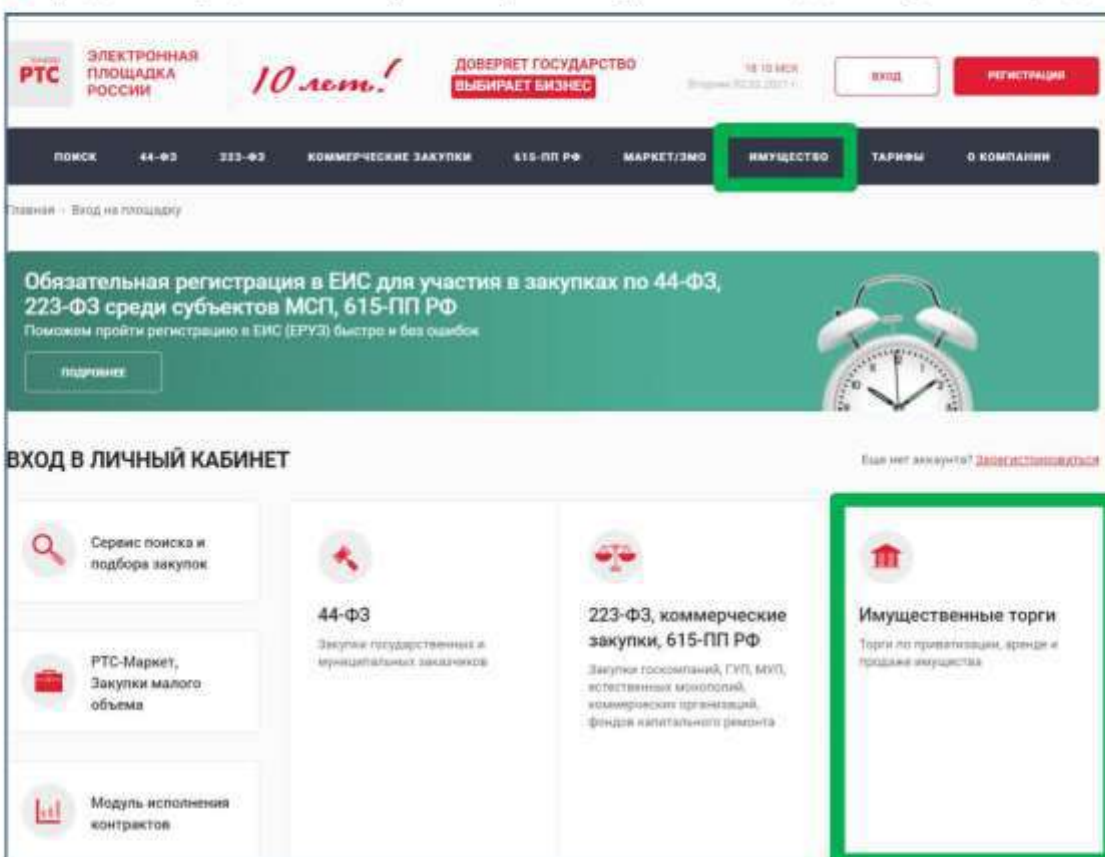 РТС
ЭЛЕКТРОННАЯ
ПЛОЩАДКА
РОССИИ
10 лет!
ДОВЕРЯЕТ ГОСУДАРСТВО
ВЫБИРАЕТ БИЗНЕС
ВХОД
РЕГИСТРАЦИЯ
ПОИСК 44-ФЗ 223-ФЗ КОММЕРЧЕСКИЕ ЗАКУПКИ 615-ПП РФ МАРКЕТ/ЗМО ИМУЩЕСТВО ТАРИФЫ О КОМПАНИИ
Главная - Вход на площадку
Обязательная регистрация в ЕИС для участия в закупках по 44-ФЗ,
223-ФЗ среди субъектов МСП, 615-ПП РФ
Поможем пройти регистрацию в ЕИС (ЕРУЗ) быстро и без ошибок
ПОДРОБНЕЕ
ВХОД В ЛИЧНЫЙ КАБИНЕТ
Еще нет аккаунта? Зарегистрироваться
Сервис поиска и
подбора закупок
РТС-Маркет,
Закупки малого
объема
Модуль исполнения
контрактов
44-ФЗ
Закупки государственных и
муниципальных заказчиков
223-ФЗ, коммерческие
закупки, 615-ПП РФ
Закупки госкомпаний, ГУП, МУП,
естественных монополий,
коммерческих организаций,
фондов капитального ремонта
Имущественные торги
Торги по приватизации, аренде и
продаже имущества